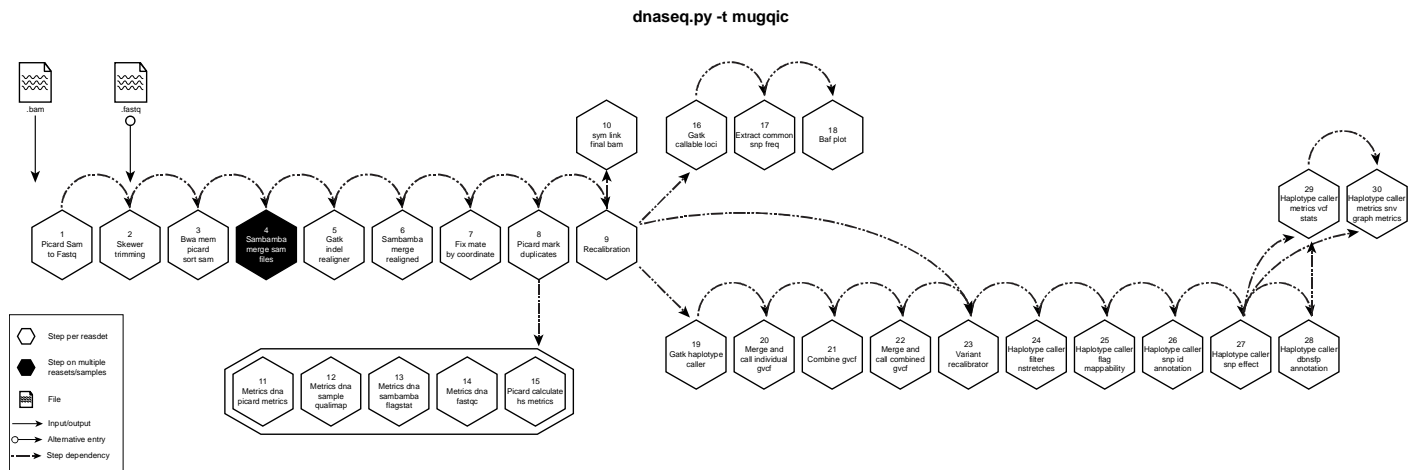 dnaseq.py -t mugqic
.bam
.fastq
1
Picard Sam
to Fastq
2
Skewer
trimming
3
Bwa mem
picard
sort sam
4
Sambamba
merge sam
files
5
Gatk
indel
realigner
6
Sambamba
merge
realigned
7
Fix mate
by coordinate
8
Picard mark
duplicates
9
Recalibration
10
sym link
final bam
11
Metrics dna
picard metrics
12
Metrics dna
sample
qualimap
13
Metrics dna
sambamba
flagstat
14
Metrics dna
fastqc
15
Picard calculate
hs metrics
16
Gatk
callable loci
17
Extract common
snp freq
18
Baf plot
19
Gatk haplotype
caller
20
Merge and
call individual
gvcf
21
Combine gvcf
22
Merge and
call combined
gvcf
23
Variant
recalibrator
24
Haplotype caller
filter
nstretches
25
Haplotype caller
flag
mappability
26
Haplotype caller
snp id
annotation
27
Haplotype caller
snp effect
28
Haplotype caller
dbnsfp
annotation
29
Haplotype caller
metrics vcf
stats
30
Haplotype caller
metrics snv
graph metrics
Step per reasdet
Step on multiple
reasets/samples
File
Input/output
Alternative entry
Step dependency